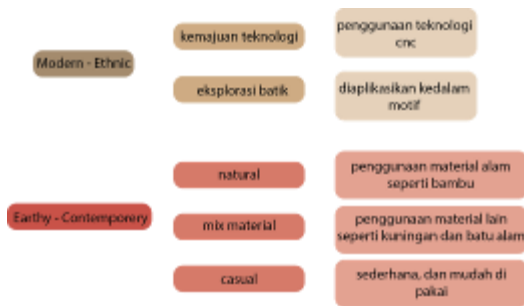 Modern - Ethnic
kemajuan teknologi
penggunaan teknologi
cnc
eksplorasi batik
diaplikasikan kedalam
motif
Earthy - Contemporery
natural
penggunaan material alam
seperti bambu
mix material
penggunaan material lain
seperti kuningan dan batu alam
casual
sederhana, dan mudah di
pakai